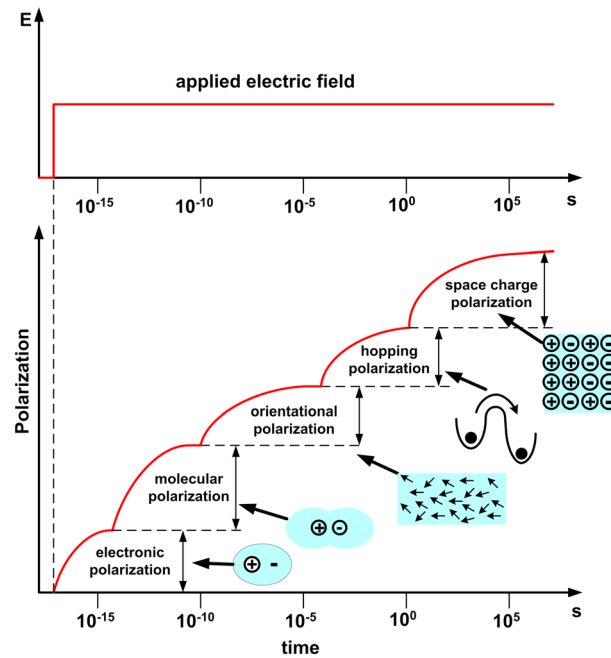 E
applied electric field
10⁻¹⁵ 10⁻¹⁰ 10⁻⁵ 10⁰ 10⁵ s
Polarization
space charge
polarization
+ - + -
+ + - +
+ - + -
+ + - +
hopping
polarization
orientational
polarization
molecular
polarization
+ -
electronic
polarization
+ -
10⁻¹⁵ 10⁻¹⁰ 10⁻⁵ 10⁰ 10⁵ s
time